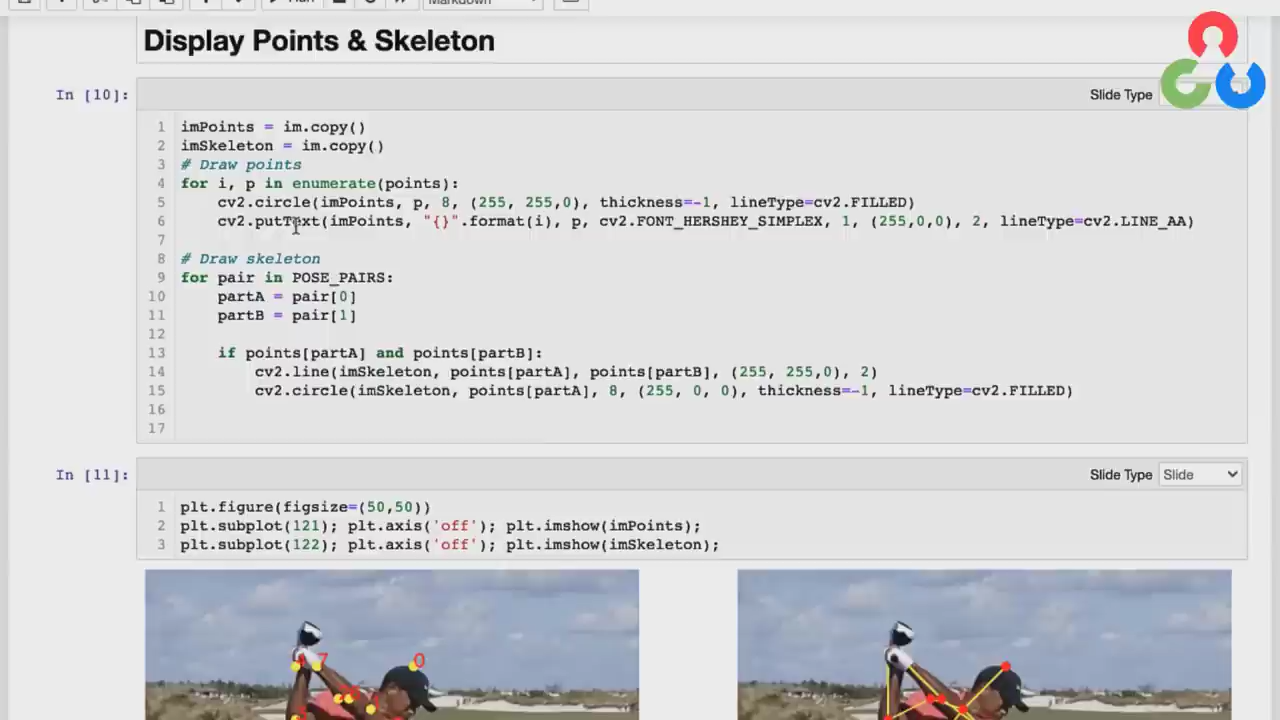 Markdown
Display Points & Skeleton
In [10]:
Slide Type
1 imPoints = im.copy()
2 imSkeleton = im.copy()
3 # Draw points
4 for i, p in enumerate(points):
5     cv2.circle(imPoints, p, 8, (255, 255,0), thickness=-1, lineType=cv2.FILLED)
6     cv2.putText(imPoints, "{}".format(i), p, cv2.FONT_HERSHEY_SIMPLEX, 1, (255,0,0), 2, lineType=cv2.LINE_AA)
7
8 # Draw skeleton
9 for pair in POSE_PAIRS:
10     partA = pair[0]
11     partB = pair[1]
12
13     if points[partA] and points[partB]:
14         cv2.line(imSkeleton, points[partA], points[partB], (255, 255,0), 2)
15         cv2.circle(imSkeleton, points[partA], 8, (255, 0, 0), thickness=-1, lineType=cv2.FILLED)
16
17
In [11]:
Slide Type Slide
1 plt.figure(figsize=(50,50))
2 plt.subplot(121); plt.axis('off'); plt.imshow(imPoints);
3 plt.subplot(122); plt.axis('off'); plt.imshow(imSkeleton);
7 0